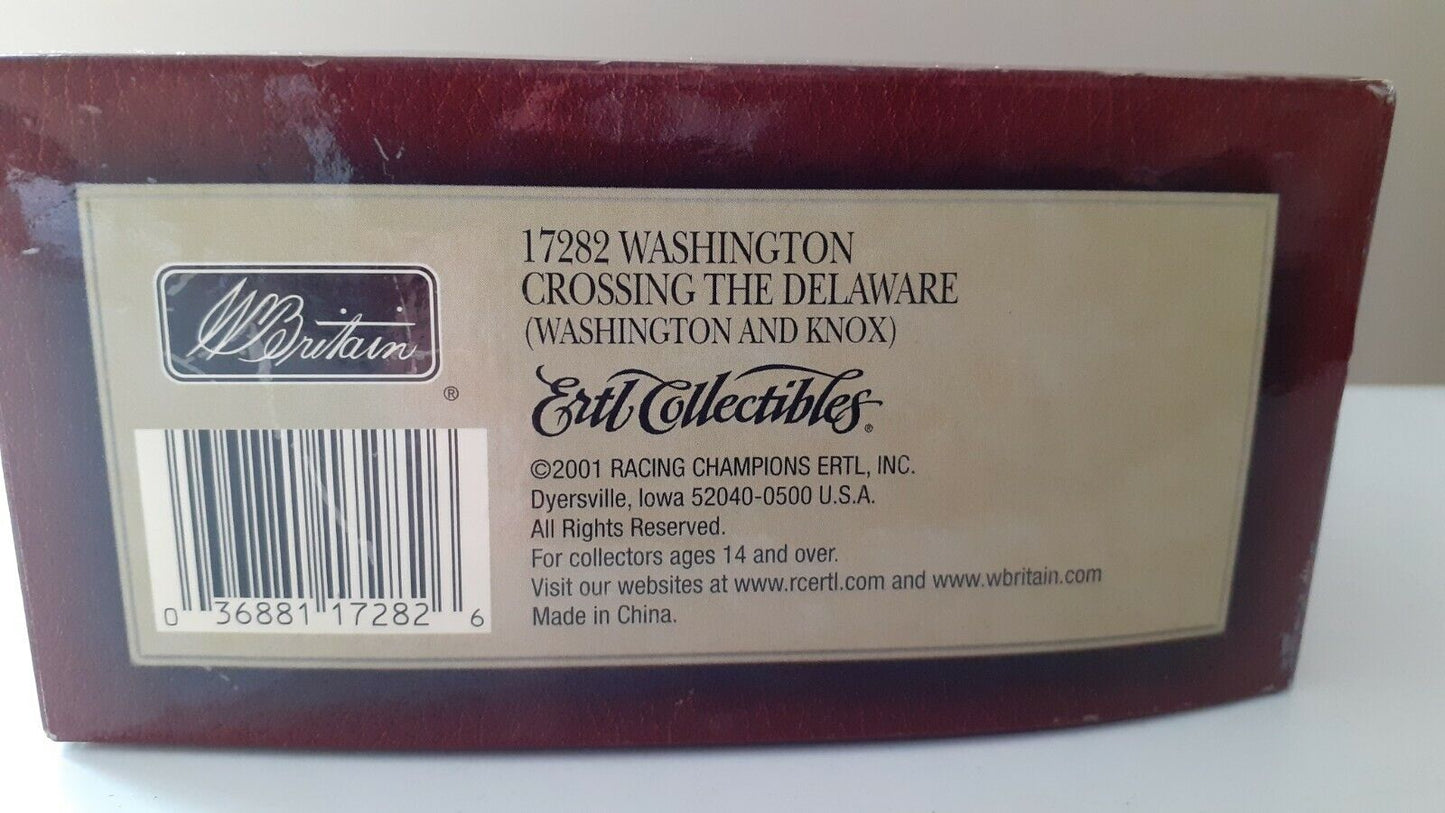 WBritain
®
0 36881 17282 6
17282 WASHINGTON
CROSSING THE DELAWARE
(WASHINGTON AND KNOX)
Ertl Collectibles®
©2001 RACING CHAMPIONS ERTL, INC.
Dyersville, Iowa 52040-0500 U.S.A.
All Rights Reserved.
For collectors ages 14 and over.
Visit our websites at www.rcertl.com and www.wbritain.com
Made in China.